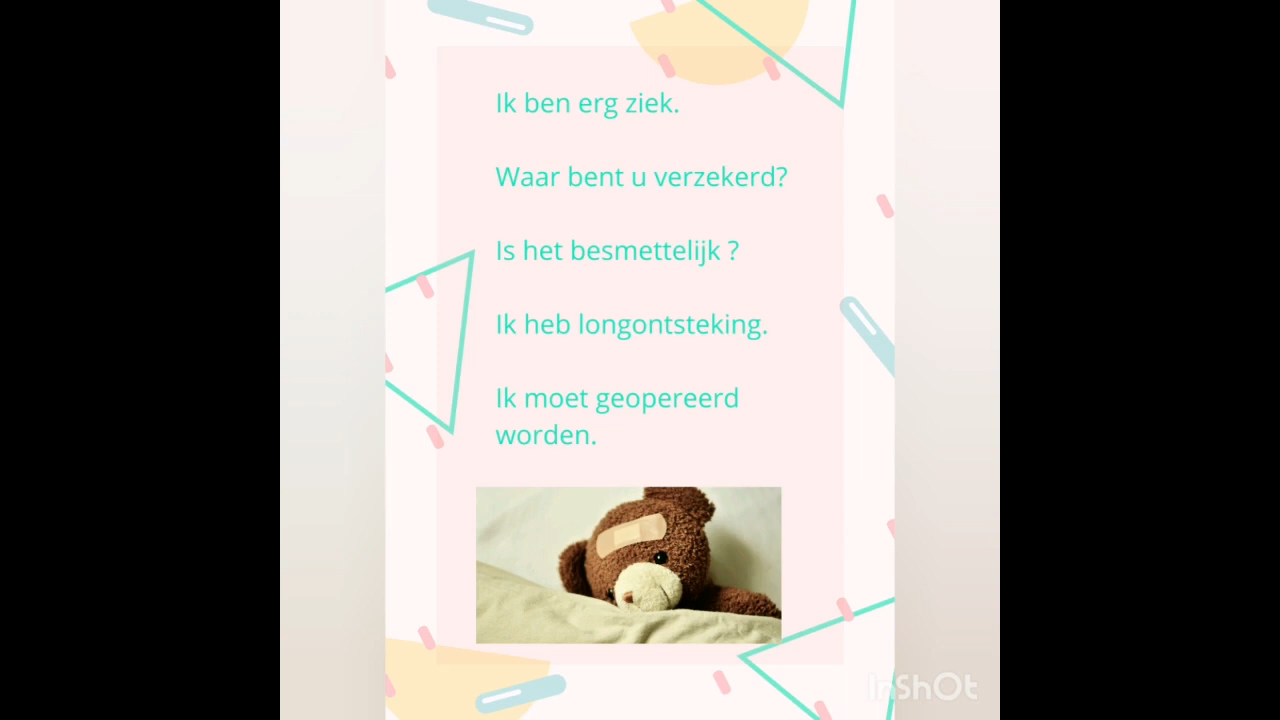 Ik ben erg ziek.
Waar bent u verzekerd?
Is het besmettelijk ?
Ik heb longontsteking.
Ik moet geopereerd
worden.
InShOt